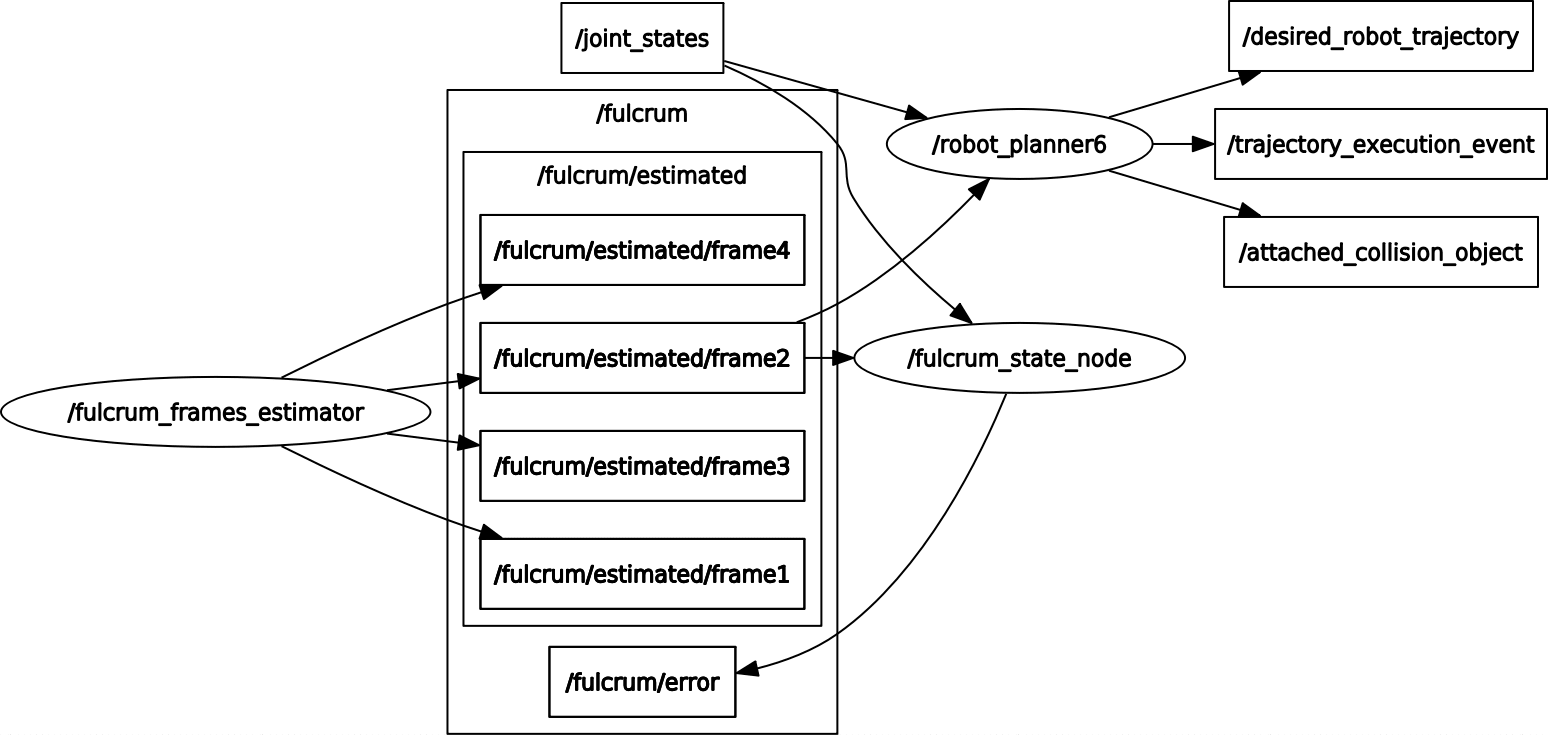 /joint_states
/desired_robot_trajectory
/fulcrum
/robot_planner6
/trajectory_execution_event
/fulcrum/estimated
/fulcrum/estimated/frame4
/attached_collision_object
/fulcrum/estimated/frame2
/fulcrum_state_node
/fulcrum_frames_estimator
/fulcrum/estimated/frame3
/fulcrum/estimated/frame1
/fulcrum/error